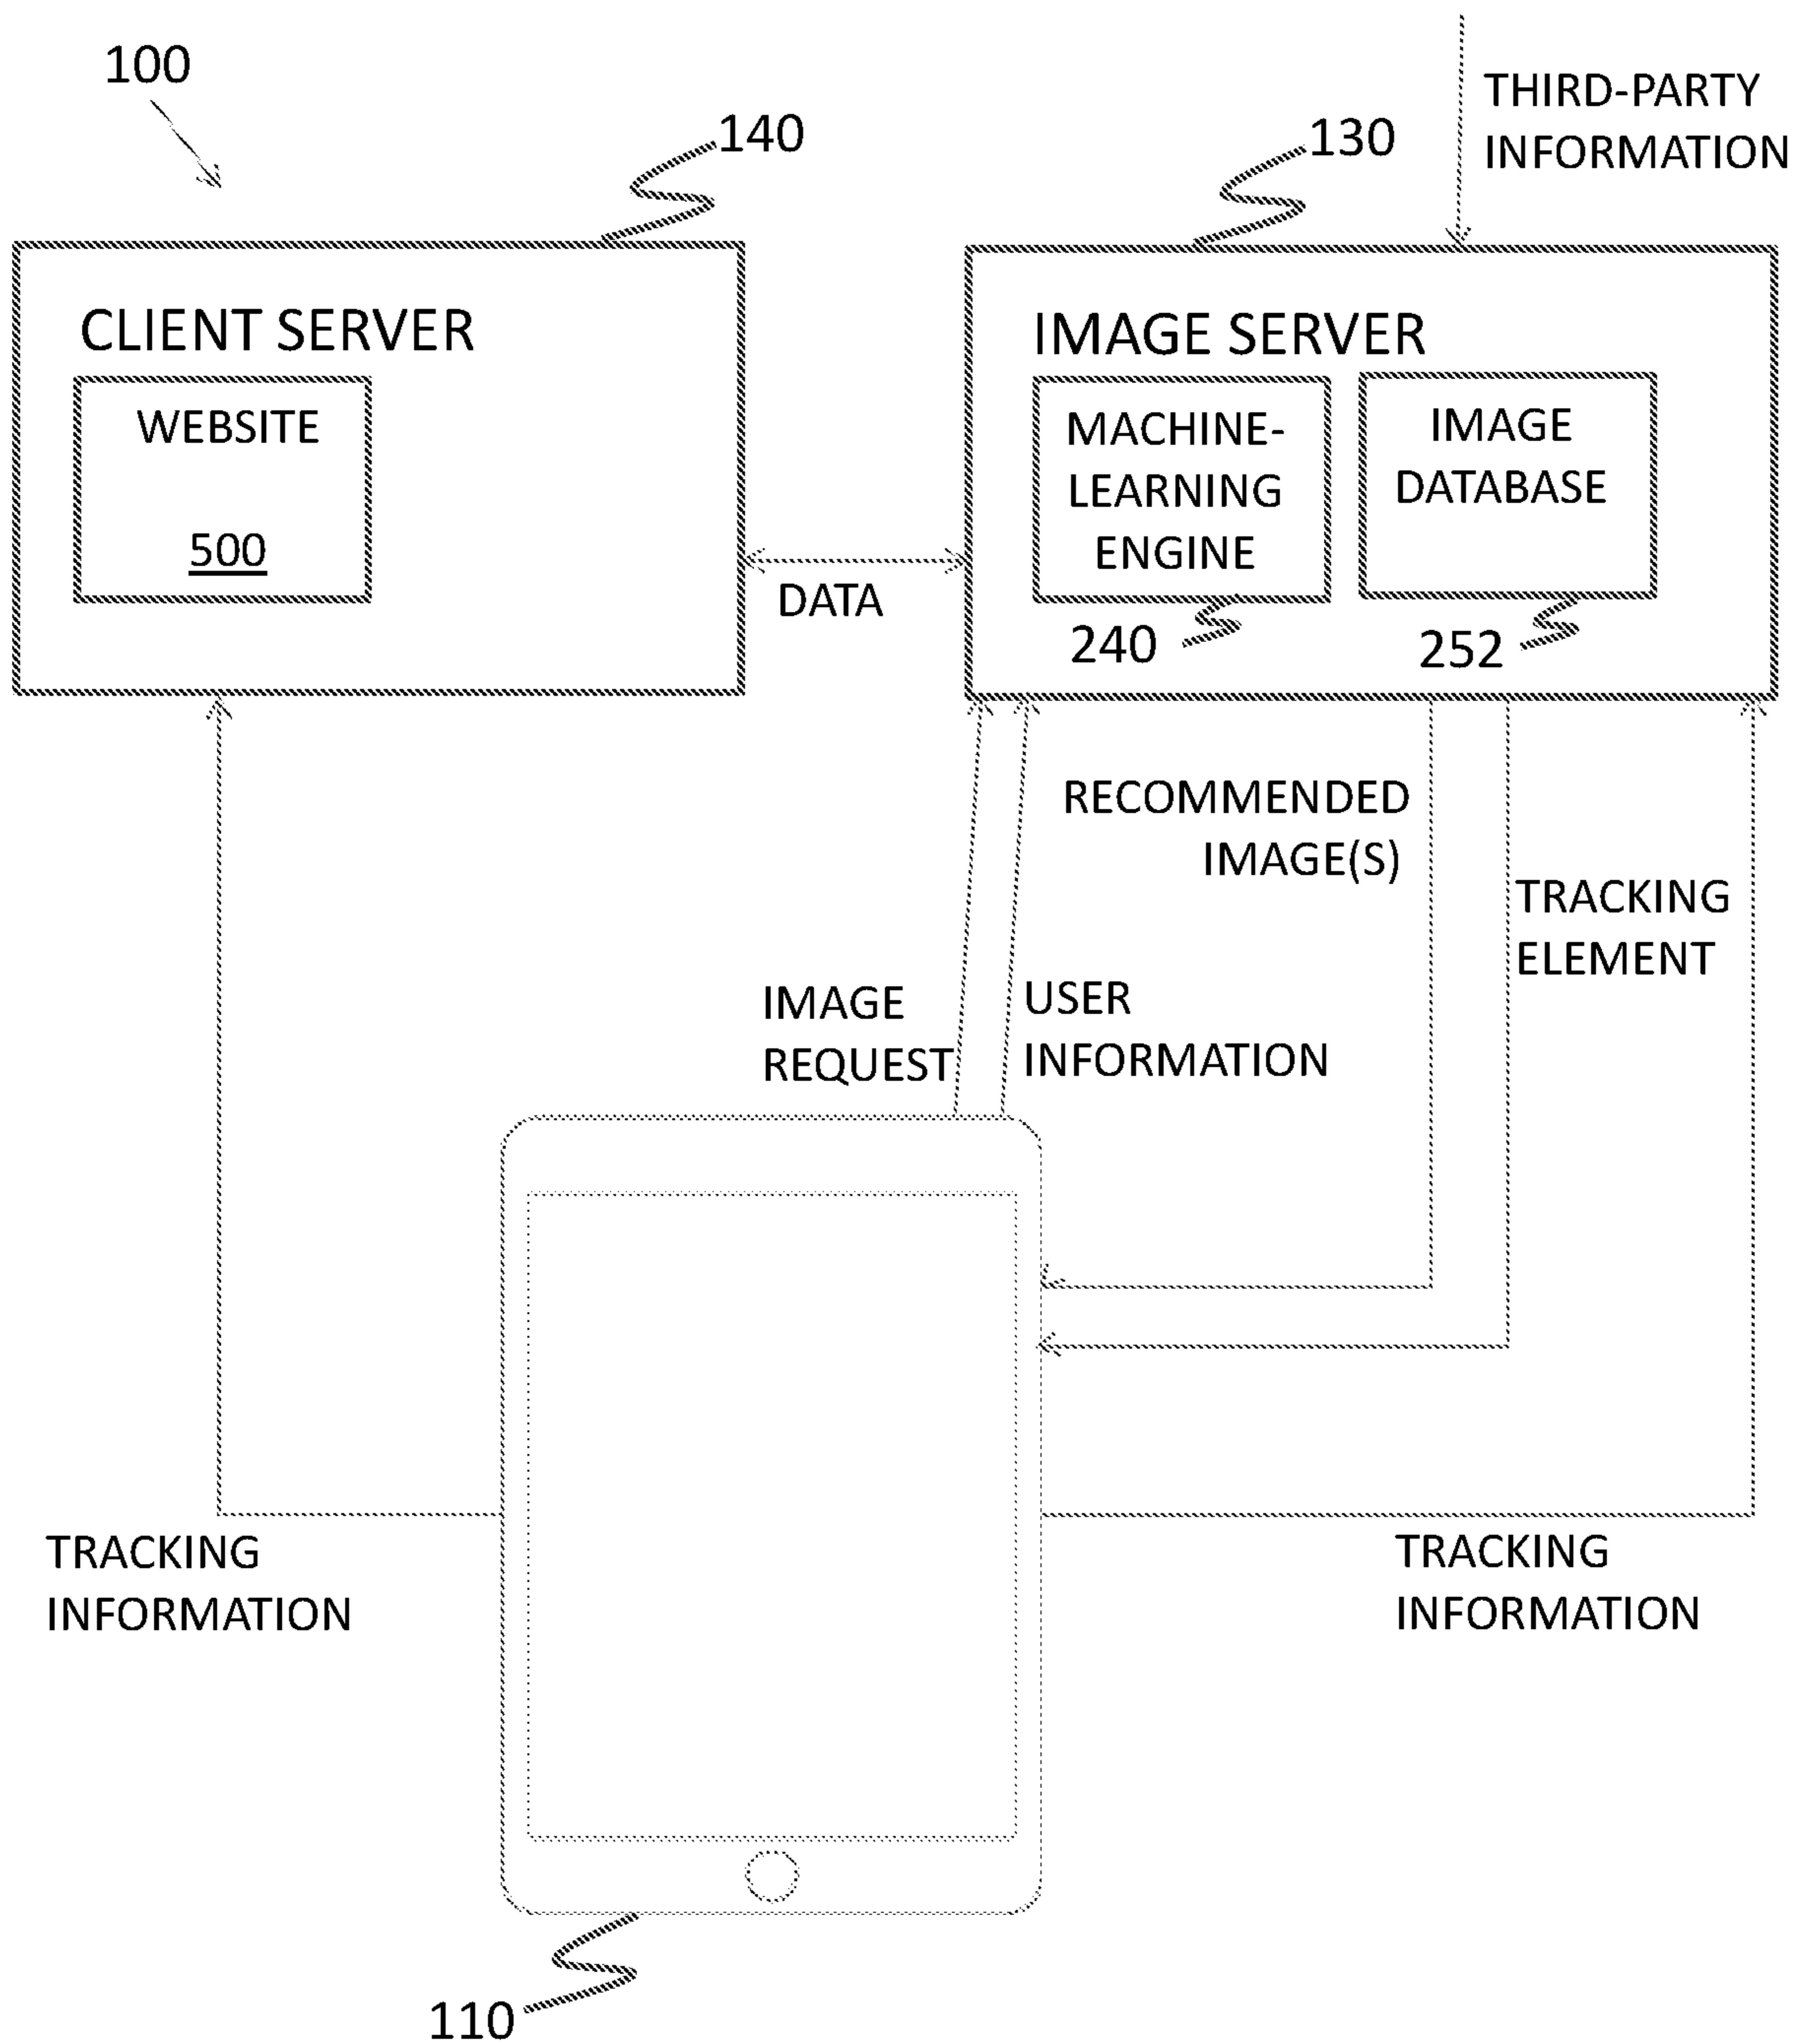 100
140
130
THIRD-PARTY
INFORMATION
CLIENT SERVER
WEBSITE
500
IMAGE SERVER
MACHINE-
LEARNING
ENGINE
IMAGE
DATABASE
DATA
240
252
RECOMMENDED
IMAGE(S)
TRACKING
ELEMENT
IMAGE
REQUEST
USER
INFORMATION
TRACKING
INFORMATION
TRACKING
INFORMATION
110